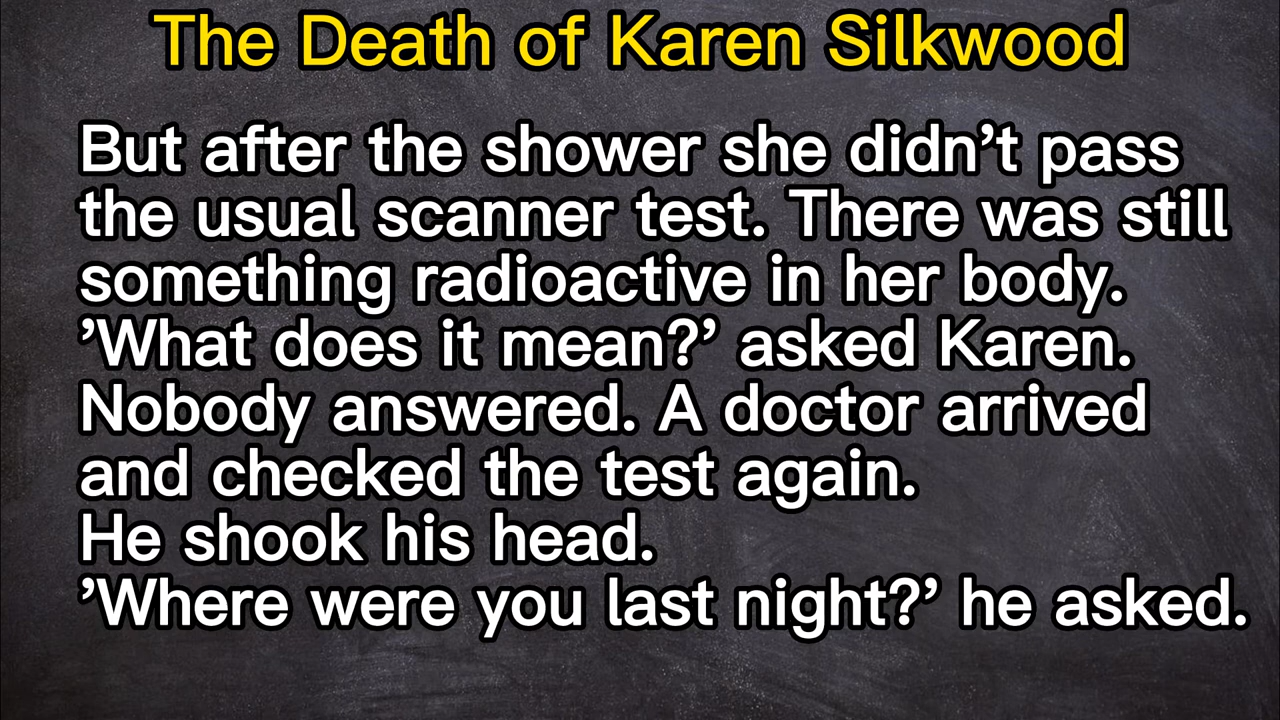 The Death of Karen Silkwood
But after the shower she didn’t pass
the usual scanner test. There was still
something radioactive in her body.
’What does it mean?’ asked Karen.
Nobody answered. A doctor arrived
and checked the test again.
He shook his head.
’Where were you last night?’ he asked.